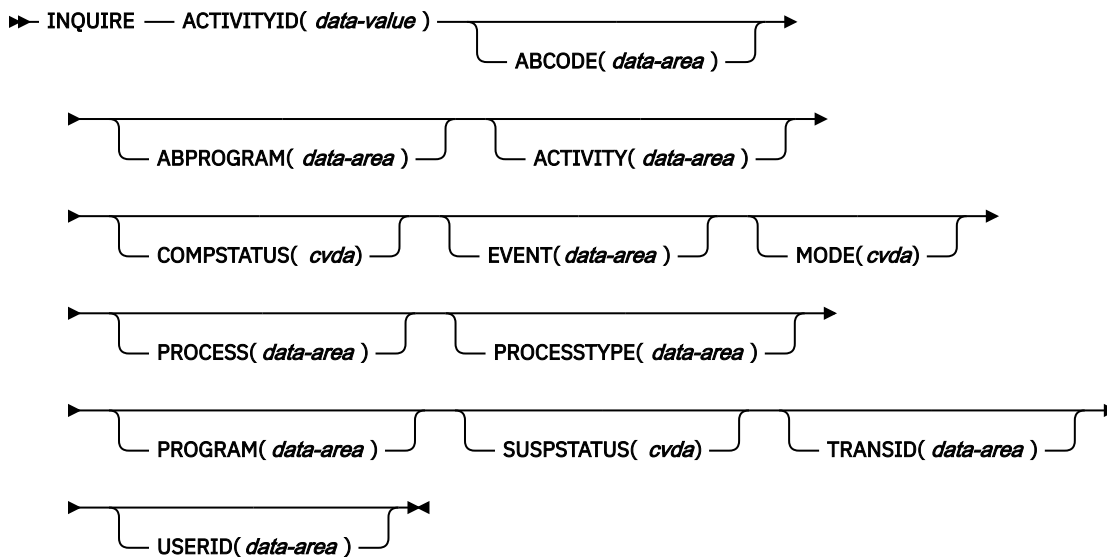 INQUIRE ACTIVITYID( data-value )
ABCODE( data-area )
ABPROGRAM( data-area ) ACTIVITY( data-area )
COMPSTATUS( cvda) EVENT( data-area ) MODE( cvda)
PROCESS( data-area ) PROCESSTYPE( data-area )
PROGRAM( data-area ) SUSPSTATUS( cvda) TRANSID( data-area )
USERID( data-area )